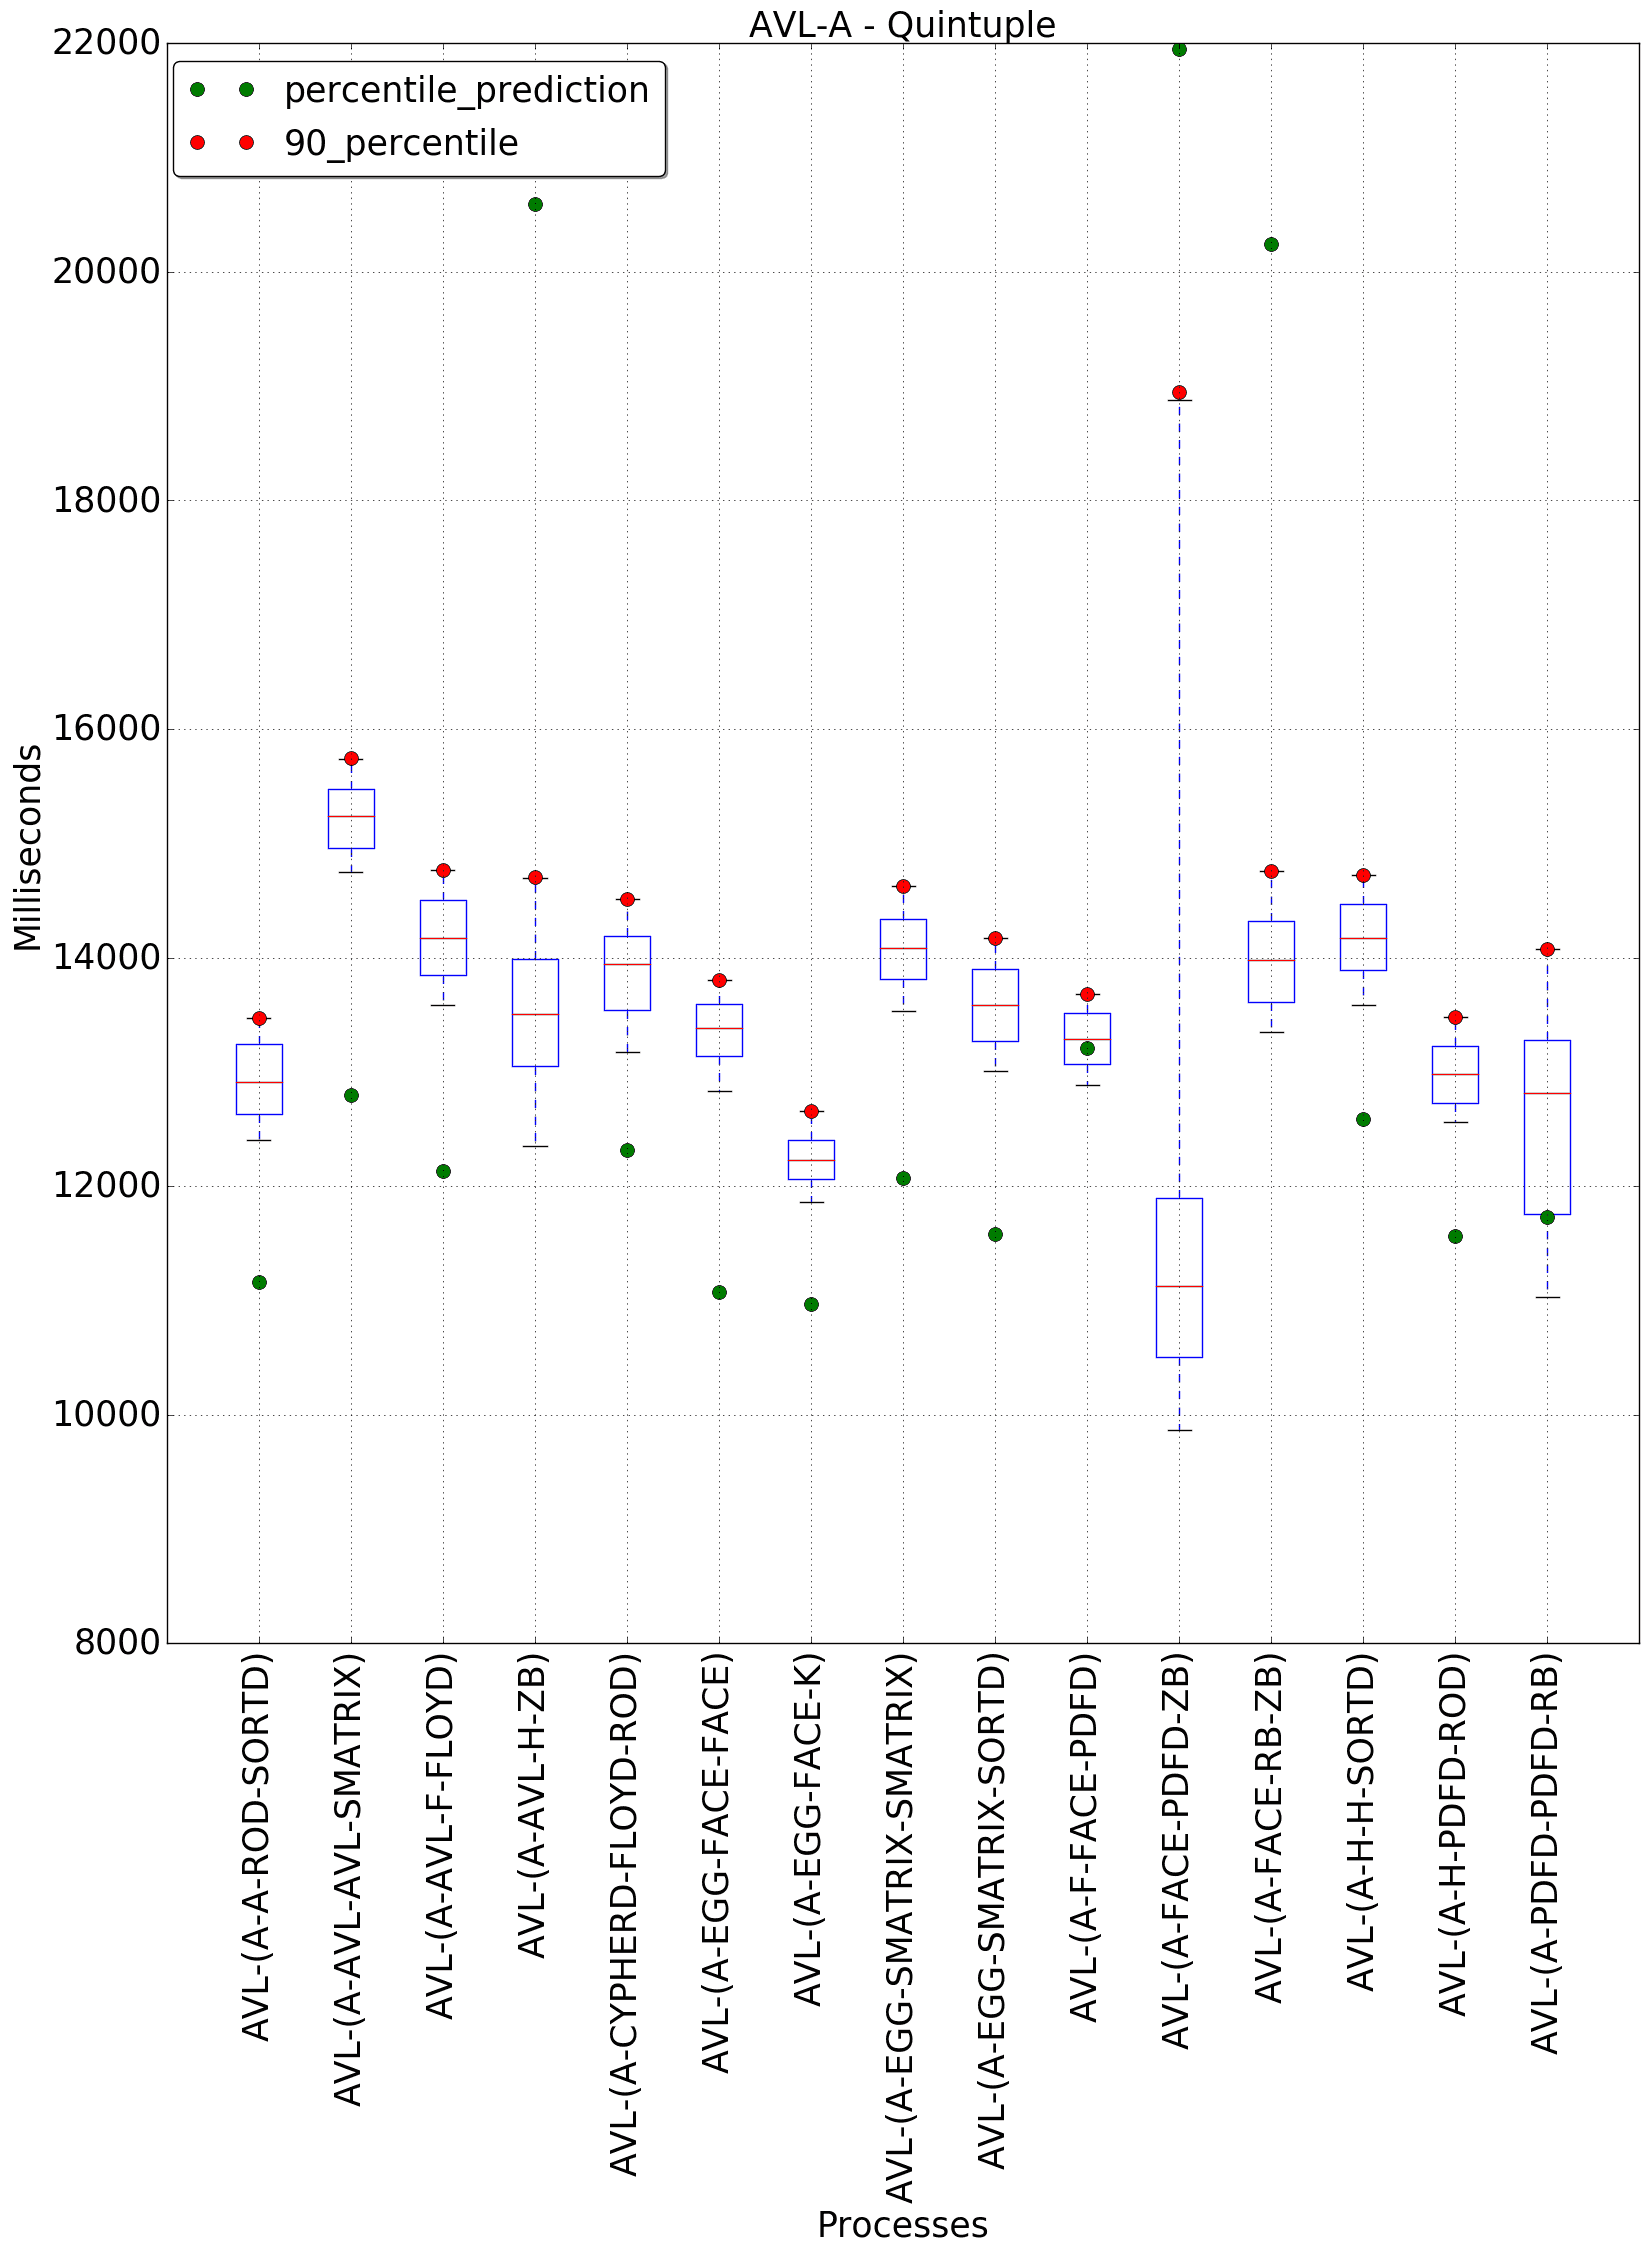 AVL-A - Quintuple
percentile_prediction
90_percentile
22000
20000
18000
16000
14000
12000
10000
8000
Milliseconds
AVL-(A-A-ROD-SORTD)
AVL-(A-AVL-AVL-SMATRIX)
AVL-(A-AVL-F-FLOYD)
AVL-(A-AVL-H-ZB)
AVL-(A-CYPHERD-FLOYD-ROD)
AVL-(A-EGG-FACE-FACE)
AVL-(A-EGG-FACE-K)
AVL-(A-EGG-SMATRIX-SMATRIX)
AVL-(A-EGG-SMATRIX-SORTD)
AVL-(A-F-FACE-PDFD)
AVL-(A-FACE-PDFD-ZB)
AVL-(A-FACE-RB-ZB)
AVL-(A-H-H-SORTD)
AVL-(A-H-PDFD-ROD)
AVL-(A-PDFD-PDFD-RB)
Processes